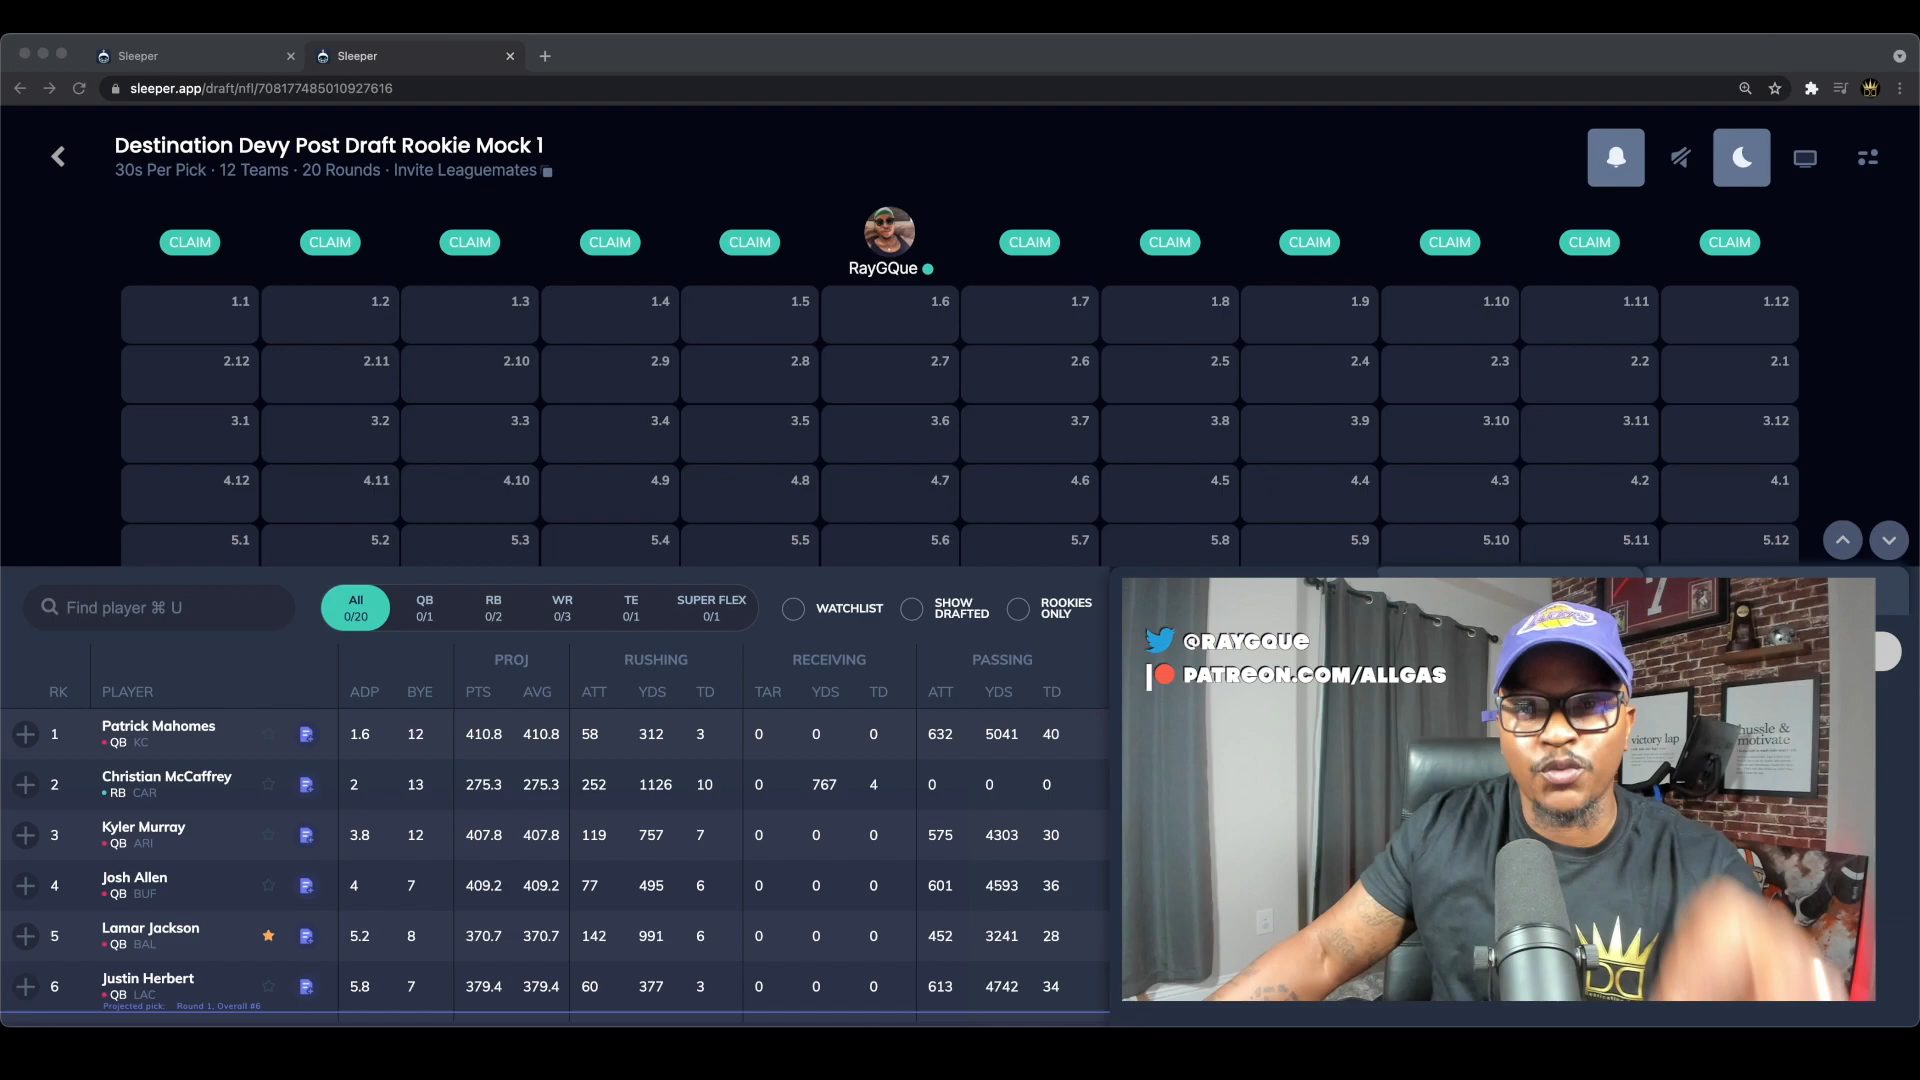 Sleeper
Sleeper
sleeper.app/draft/nfl/708177485010927616
Destination Devy Post Draft Rookie Mock 1
30s Per Pick · 12 Teams · 20 Rounds · Invite Leaguemates
CLAIM CLAIM CLAIM CLAIM CLAIM RayGQue CLAIM CLAIM CLAIM CLAIM CLAIM CLAIM
1.1 1.2 1.3 1.4 1.5 1.6 1.7 1.8 1.9 1.10 1.11 1.12
2.12 2.11 2.10 2.9 2.8 2.7 2.6 2.5 2.4 2.3 2.2 2.1
3.1 3.2 3.3 3.4 3.5 3.6 3.7 3.8 3.9 3.10 3.11 3.12
4.12 4.11 4.10 4.9 4.8 4.7 4.6 4.5 4.4 4.3 4.2 4.1
5.1 5.2 5.3 5.4 5.5 5.6 5.7 5.8 5.9 5.10 5.11 5.12
Find player ⌘ U
All QB RB WR TE SUPER FLEX
0/20 0/1 0/2 0/3 0/1 0/1
WATCHLIST
SHOW
DRAFTED
ROOKIES
ONLY
PROJ RUSHING RECEIVING PASSING
RK PLAYER ADP BYE PTS AVG ATT YDS TD TAR YDS TD ATT YDS TD
1 Patrick Mahomes 1.6 12 410.8 410.8 58 312 3 0 0 0 632 5041 40
QB KC
2 Christian McCaffrey 2 13 275.3 275.3 252 1126 10 0 767 4 0 0 0
RB CAR
3 Kyler Murray 3.8 12 407.8 407.8 119 757 7 0 0 0 575 4303 30
QB ARI
4 Josh Allen 4 7 409.2 409.2 77 495 6 0 0 0 601 4593 36
QB BUF
5 Lamar Jackson 5.2 8 370.7 370.7 142 991 6 0 0 0 452 3241 28
QB BAL
6 Justin Herbert 5.8 7 379.4 379.4 60 377 3 0 0 0 613 4742 34
QB LAC
Projected pick: Round 1, Overall #6
@RAYGQUE
PATREON.COM/ALLGAS
victory lap
hussle &
motivate
7